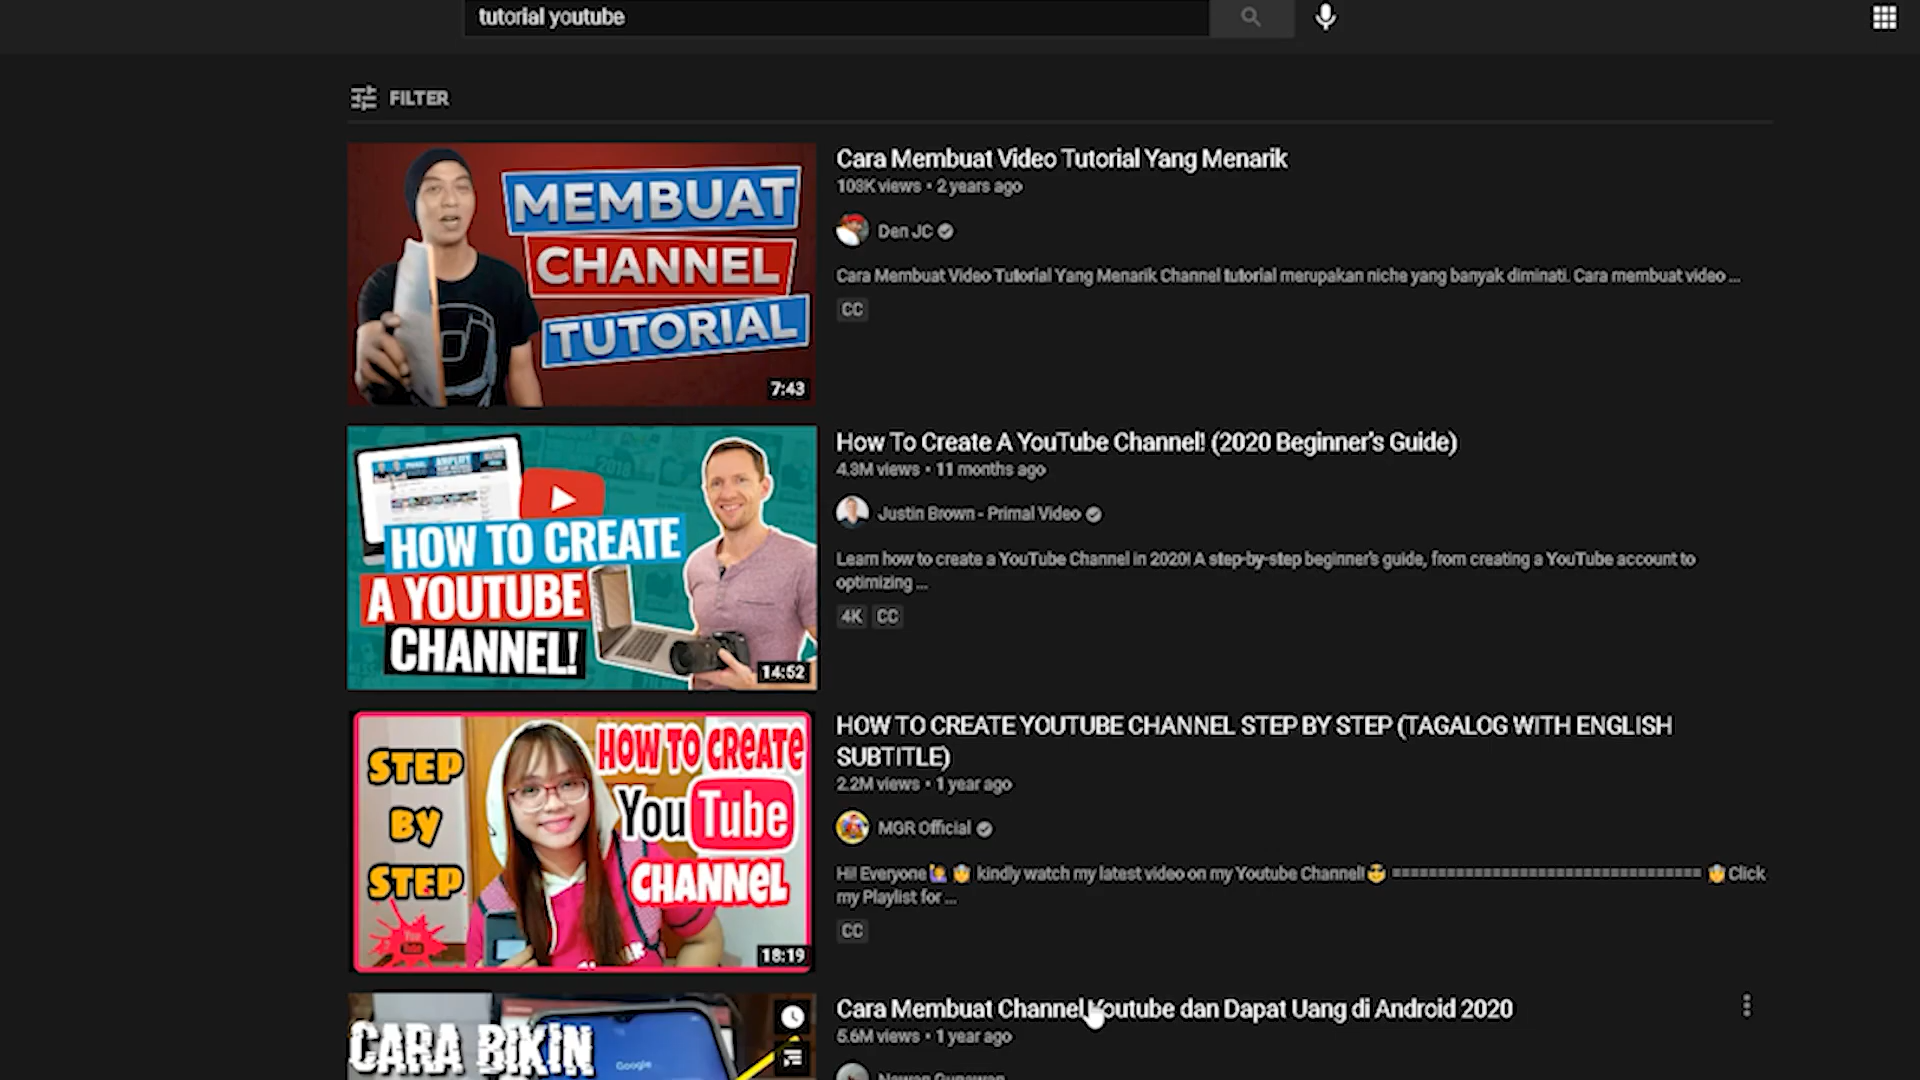 tutorial youtube
FILTER
MEMBUAT
CHANNEL
TUTORIAL
7:43
Cara Membuat Video Tutorial Yang Menarik
103K views • 2 years ago
Den JC
Cara Membuat Video Tutorial Yang Menarik Channel tutorial merupakan niche yang banyak diminati. Cara membuat video ...
CC
HOW TO CREATE
A YOUTUBE
CHANNEL!
14:52
How To Create A YouTube Channel! (2020 Beginner's Guide)
4.3M views • 11 months ago
Justin Brown - Primal Video
Learn how to create a YouTube Channel in 2020! A step-by-step beginner's guide, from creating a YouTube account to
optimizing ...
4K CC
STEP
BY
STEP
HOW TO CREATE
YouTube
CHANNEL
18:19
HOW TO CREATE YOUTUBE CHANNEL STEP BY STEP (TAGALOG WITH ENGLISH
SUBTITLE)
2.2M views • 1 year ago
MGR Official
Hi! Everyone🙋👸 kindly watch my latest video on my Youtube Channel!😎 =============================== 👸Click
my Playlist for ...
CC
CARA BIKIN
Google
Cara Membuat Channel Youtube dan Dapat Uang di Android 2020
5.6M views • 1 year ago